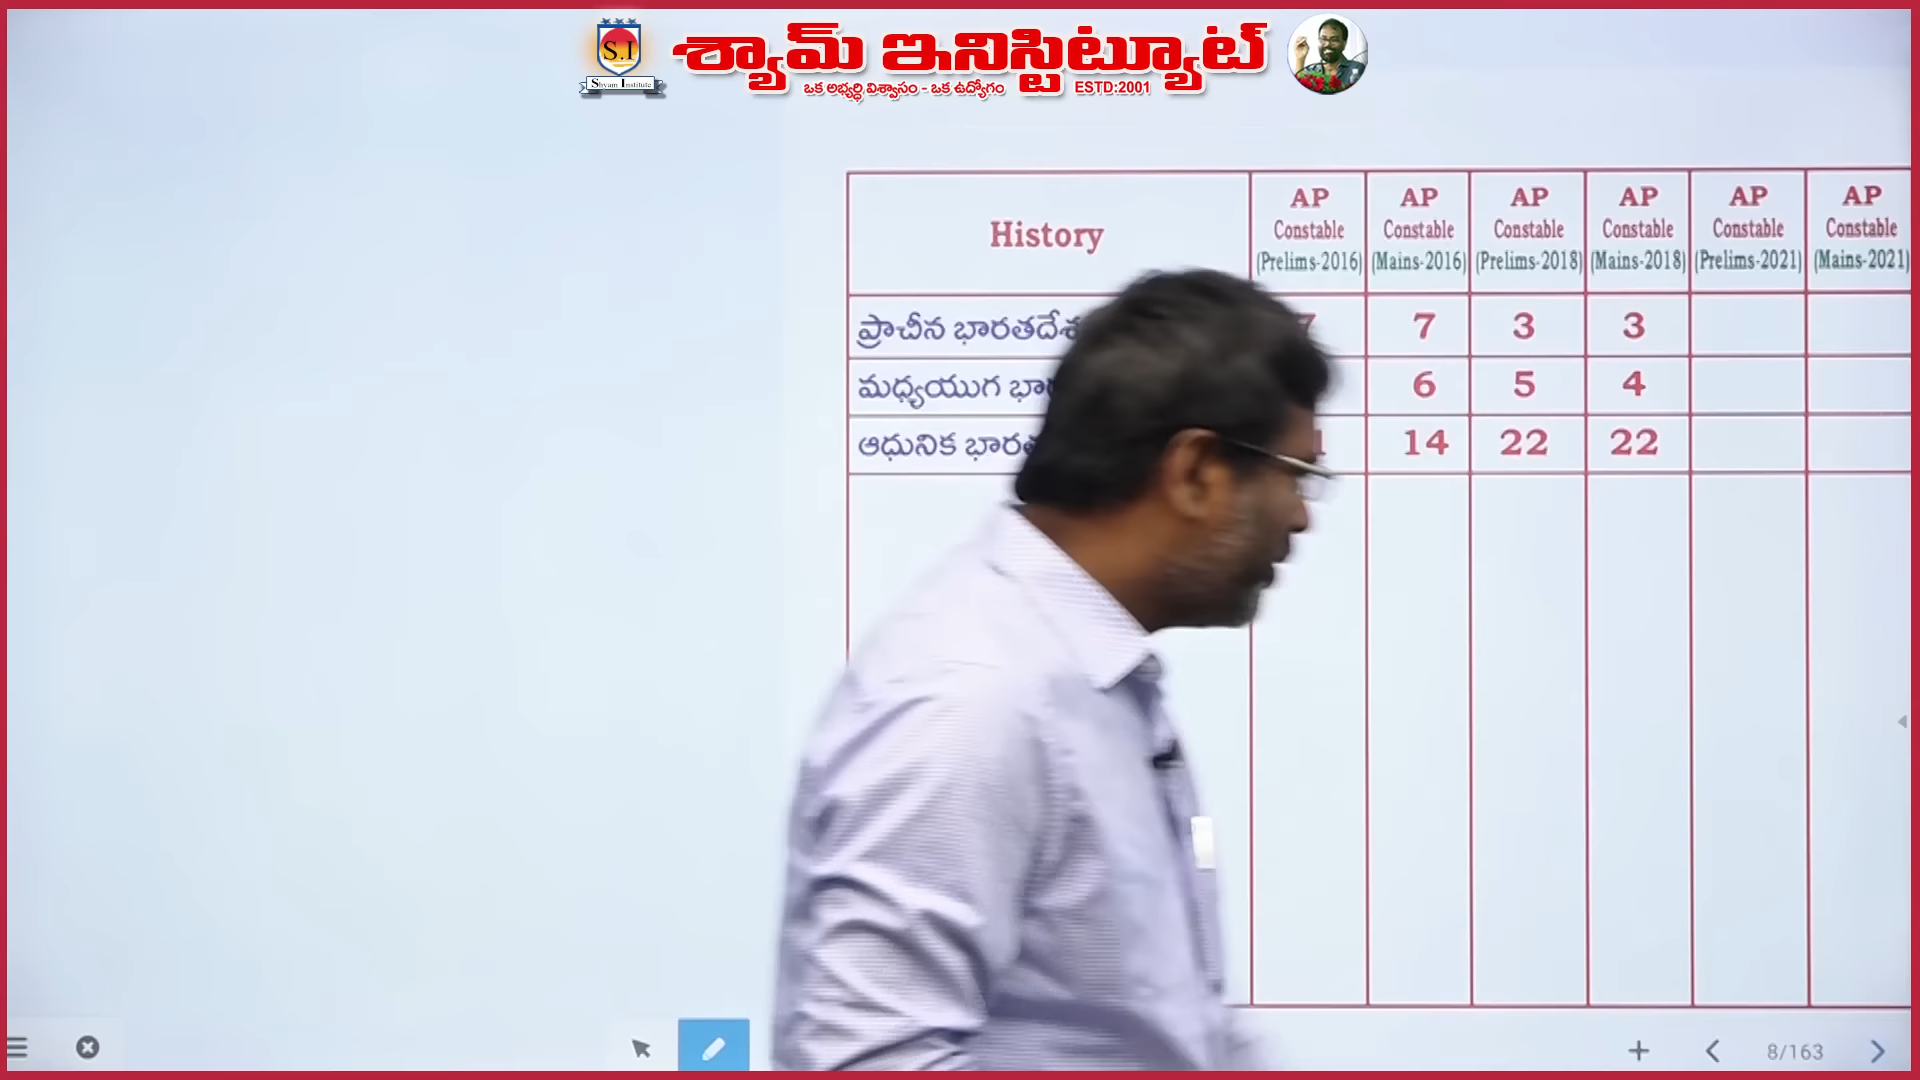 S.I
Shyam Institute
శ్యామ్ ఇనిస్టిట్యూట్
ఒక అభ్యర్ధి విశ్వాసం - ఒక ఉద్యోగం ESTD:2001
History
AP Constable (Prelims-2016)
AP Constable (Mains-2016)
AP Constable (Prelims-2018)
AP Constable (Mains-2018)
AP Constable (Prelims-2021)
AP Constable (Mains-2021)
ప్రాచీన 7 3 3
మధ్యయుగ 6 5 4
ఆధునిక 14 22 22
8/163